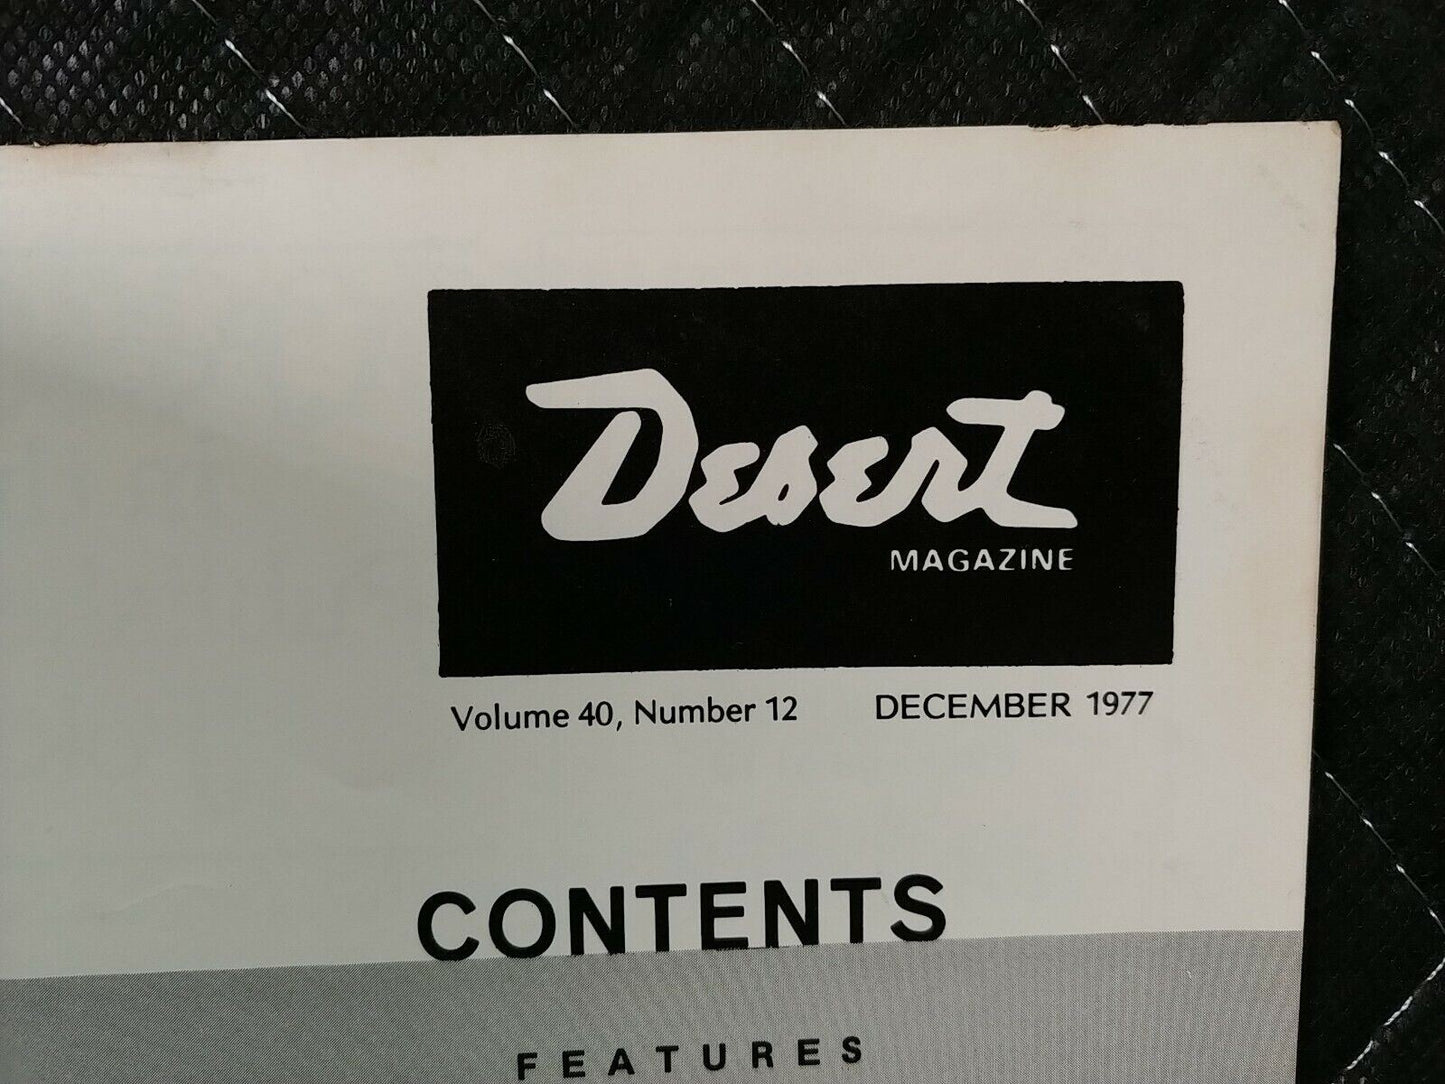 Desert
MAGAZINE
Volume 40, Number 12 DECEMBER 1977
CONTENTS
FEATURES